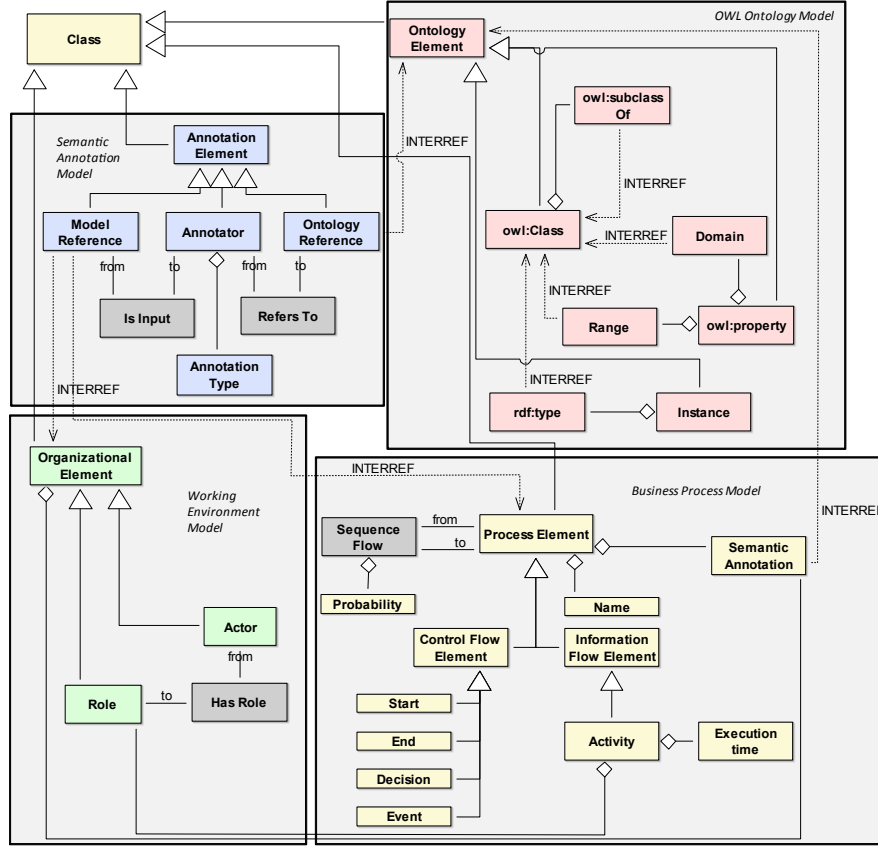 Class
OWL Ontology Model
Ontology
Element
owl:subclass
Of
INTERREF
INTERREF
owl:Class
INTERREF
Domain
INTERREF
Range
owl:property
INTERREF
rdf:type
Instance
Semantic
Annotation
Model
Annotation
Element
Model
Reference
Annotator
Ontology
Reference
from
to
from
to
Is Input
Refers To
Annotation
Type
INTERREF
Organizational
Element
Working
Environment
Model
Actor
from
Role
to
Has Role
INTERREF
Business Process Model
INTERREF
Sequence
Flow
from
to
Process Element
Semantic
Annotation
Probability
Name
Control Flow
Element
Information
Flow Element
Start
End
Decision
Event
Activity
Execution
time